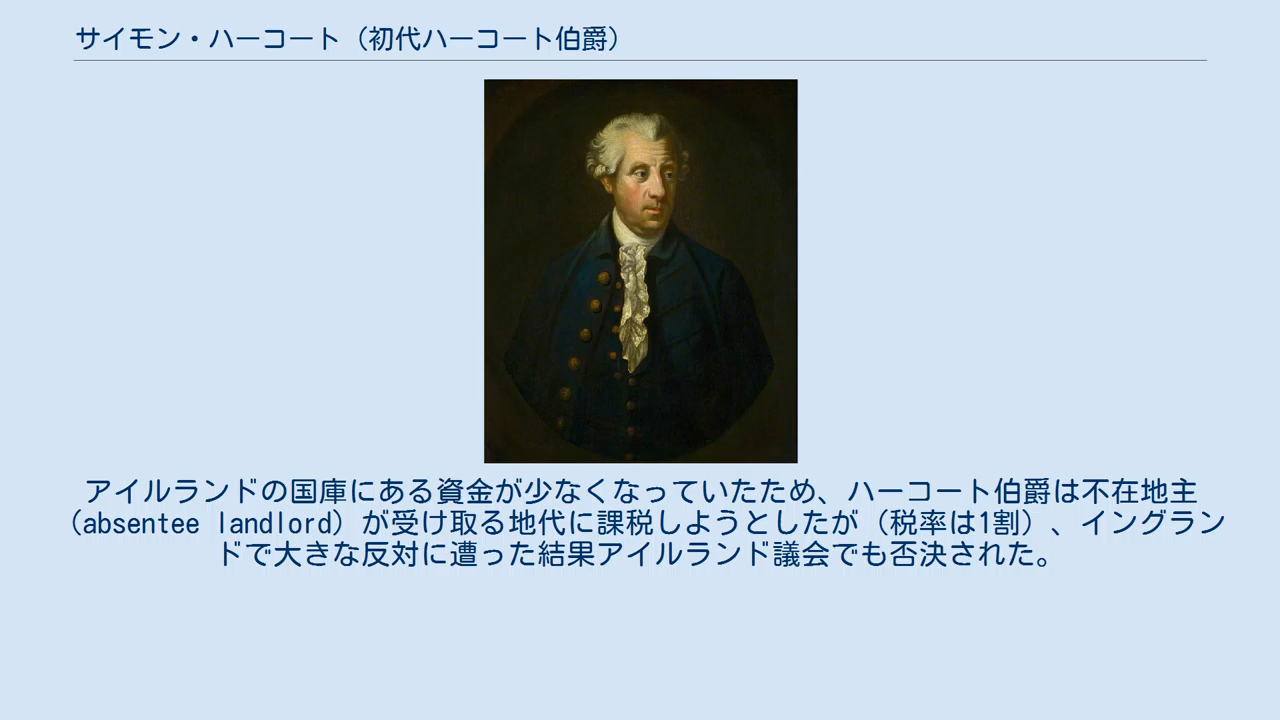 サイモン・ハーコート（初代ハーコート伯爵）
アイルランドの国庫にある資金が少なくなっていたため、ハーコート伯爵は不在地主
（absentee landlord）が受け取る地代に課税しようとしたが（税率は1割）、イングラン
ドで大きな反対に遭った結果アイルランド議会でも否決された。